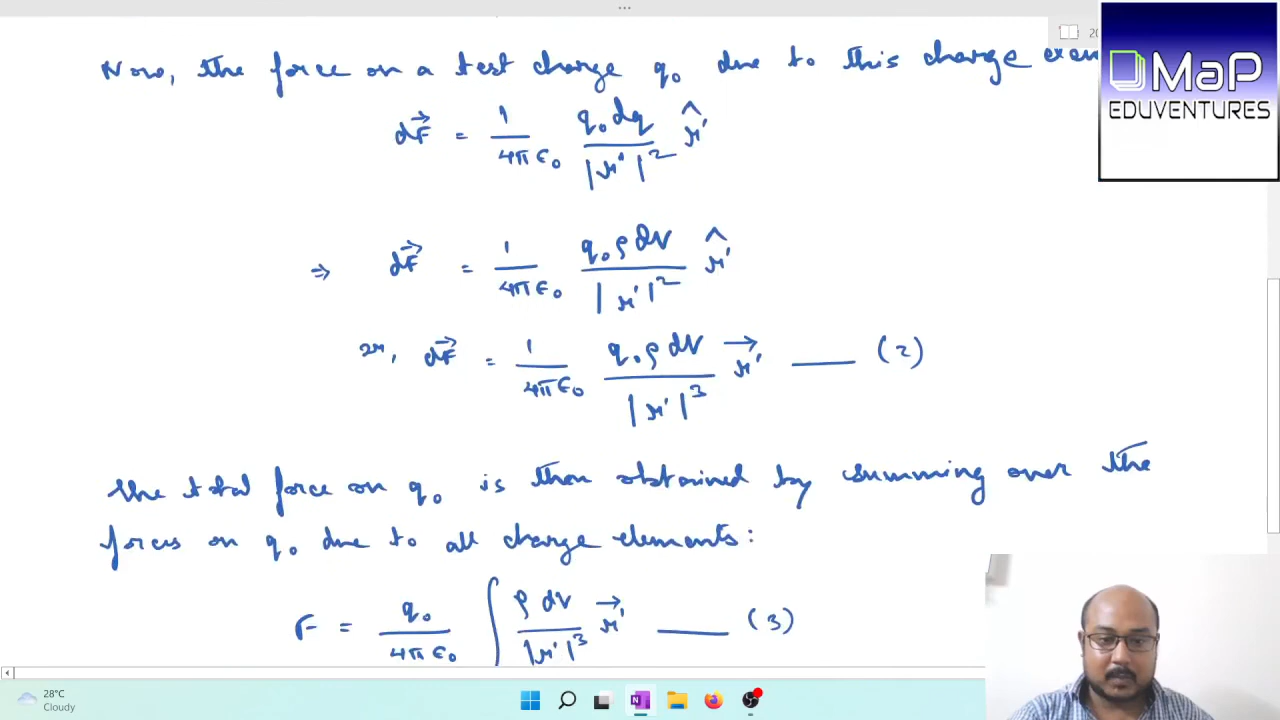 Now, the force on a test charge q₀ due to this charge
MaP
EDUVENTURES
dF⃗ = 1/4πϵ₀ q₀dq/|r'|² r̂'
⇒ dF⃗ = 1/4πϵ₀ q₀ρdV/|r'|² r̂'
or, dF⃗ = 1/4πϵ₀ q₀ρdV/|r'|³ r⃗' —— (2)
The total force on q₀ is then obtained by summing over the
forces on q₀ due to all charge elements:
F = q₀/4πϵ₀ ∫ ρdV/|r'|³ r⃗' —— (3)
28°C
Cloudy